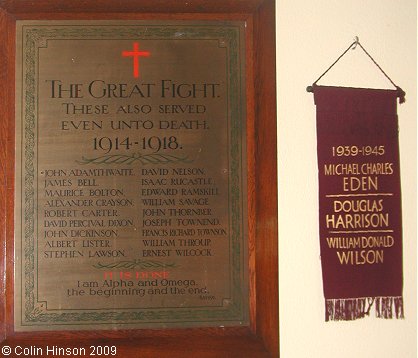 THE GREAT FIGHT.
THESE ALSO SERVED
EVEN UNTO DEATH.
1914-1918.
JOHN ADAMTHWAITE.
JAMES BELL.
MAURICE BOLTON.
ALEXANDER CRAYSON.
ROBERT CARTER.
DAVID PERCIVAL DIXON
JOHN DICKINSON
ALBERT LISTER.
STEPHEN LAWSON.
DAVID NELSON.
ISAAC RUCASTLE.
EDWARD RAMSKILL
WILLIAM SAVAGE.
JOHN THORNBER
JOSEPH TOWNEND
FRANCIS RICHARD TOWNSON
WILLIAM THROUP.
ERNEST WILCOCK.
IT IS DONE
I am Alpha and Omega,
the beginning and the end.
1939-1945
MICHAEL CHARLES
EDEN
DOUGLAS
HARRISON
WILLIAM DONALD
WILSON
© Colin Hinson 2009